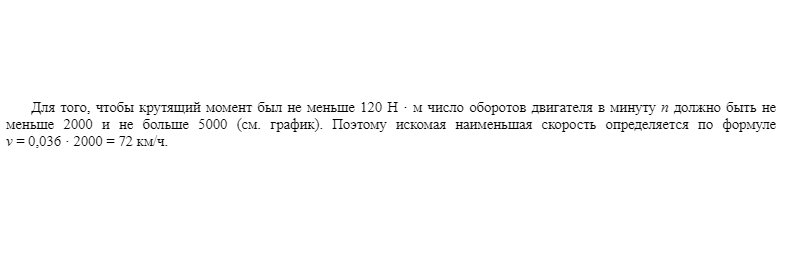 Для того, чтобы крутящий момент был не меньше 120 Н · м число оборотов двигателя в минуту n должно быть не
меньше 2000 и не больше 5000 (см. график). Поэтому искомая наименьшая скорость определяется по формуле
v = 0,036 · 2000 = 72 км/ч.